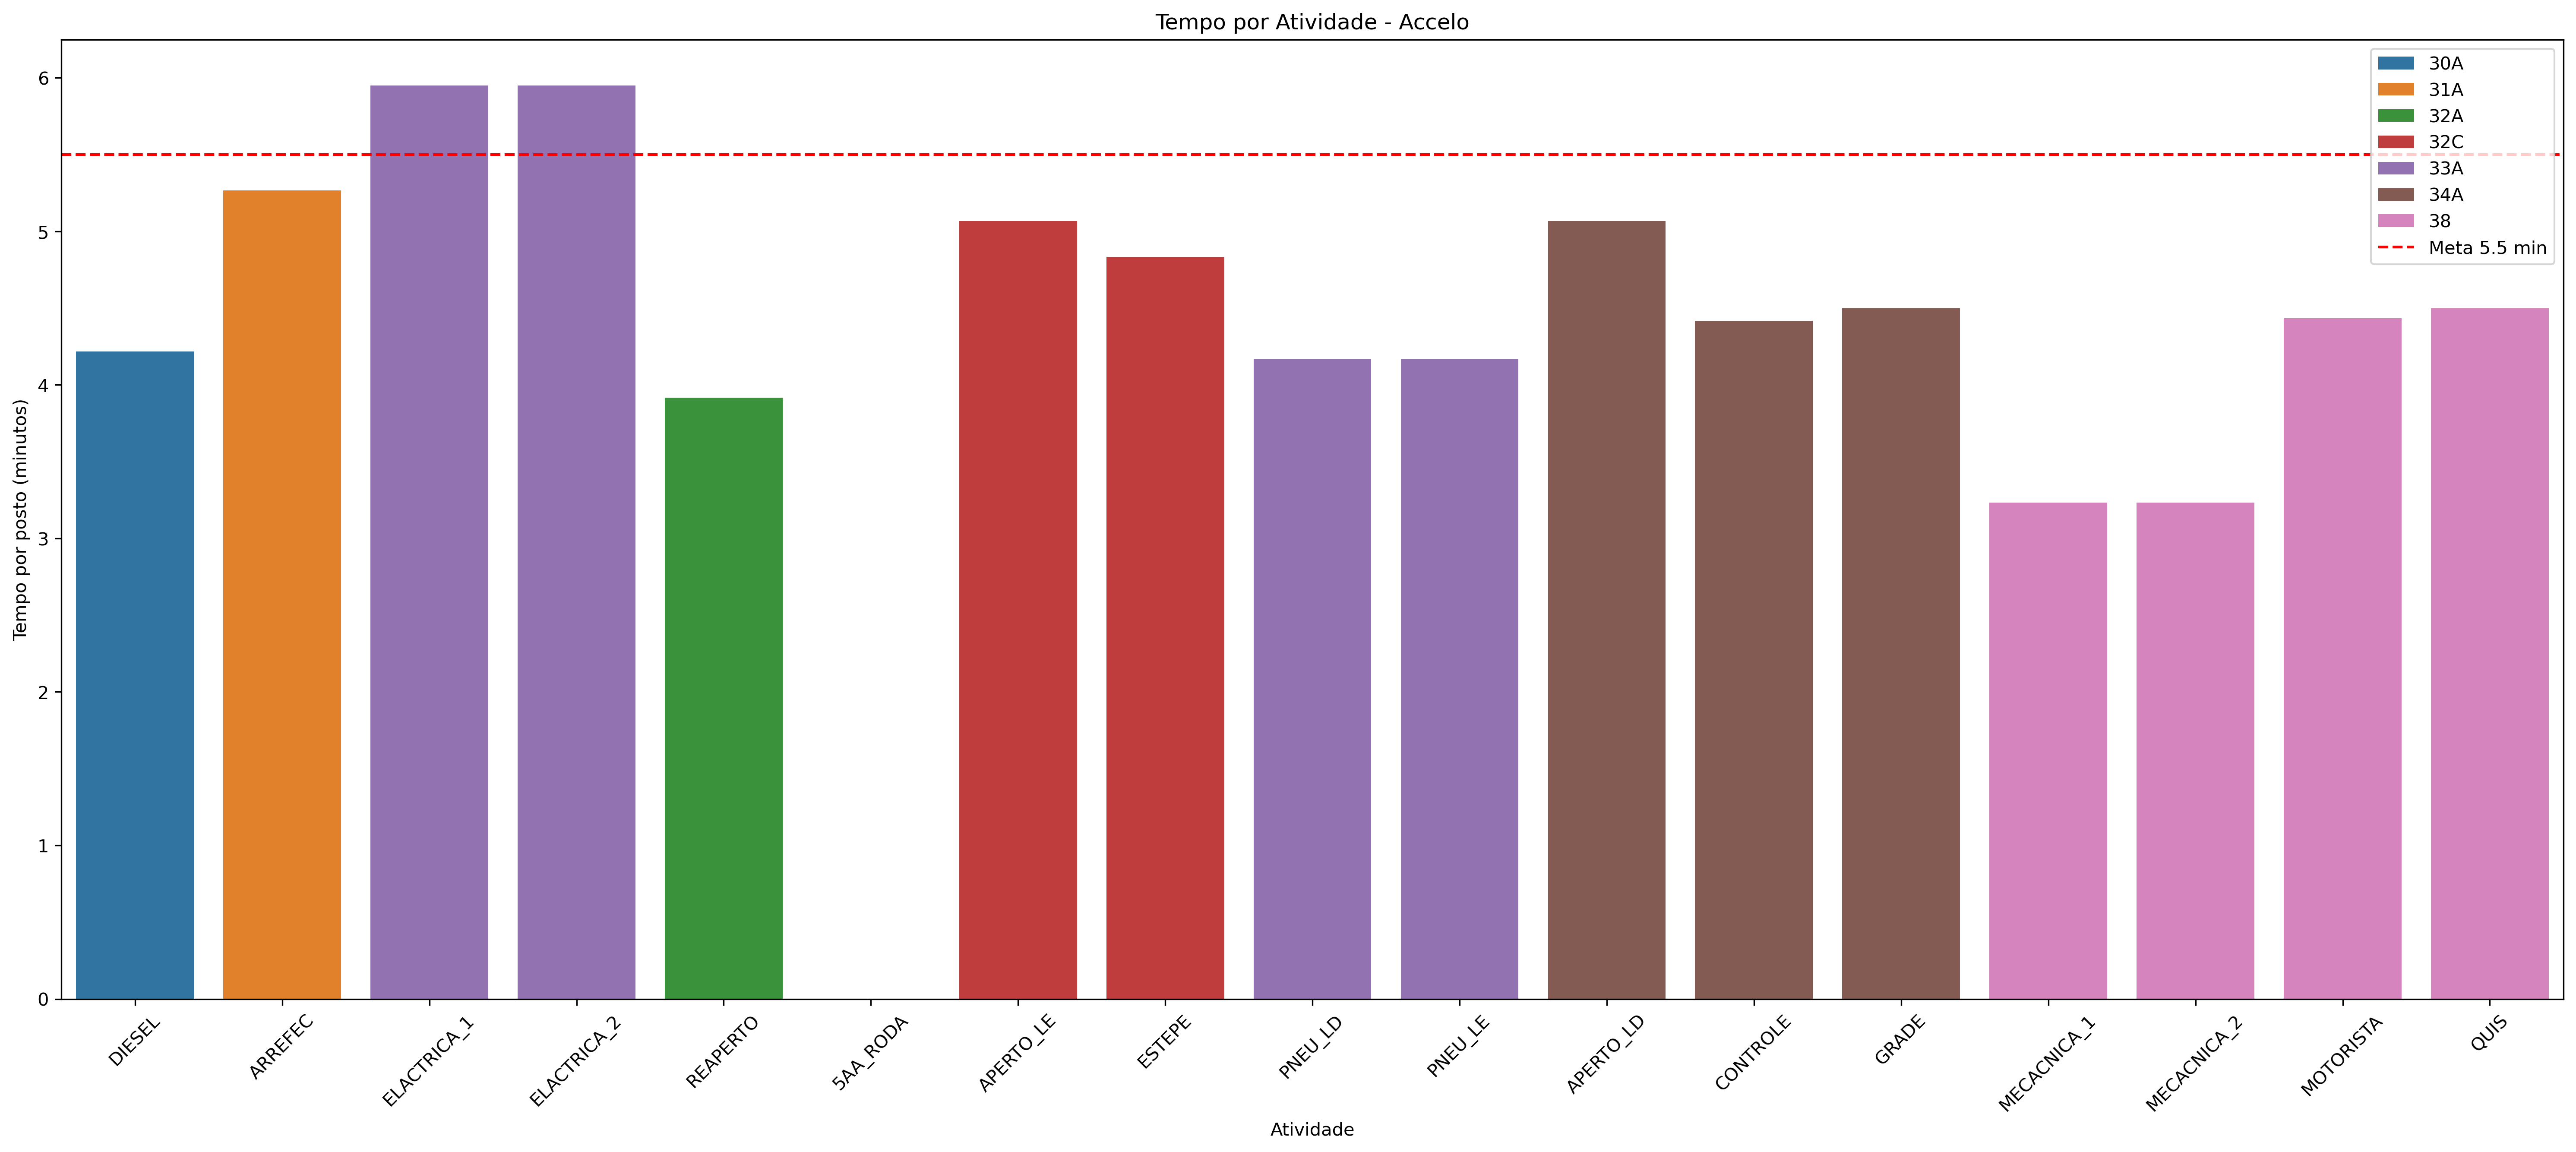 Tempo por Atividade - Accelo
30A
31A
32A
32C
33A
34A
38
Meta 5.5 min
Tempo por posto (minutos)
6
5
4
3
2
1
0
DIESEL
ARREFEC
ELACTRICA_1
ELACTRICA_2
REAPERTO
5AA_RODA
APERTO_LE
ESTEPE
PNEU_LD
PNEU_LE
APERTO_LD
CONTROLE
GRADE
MECACNICA_1
MECACNICA_2
MOTORISTA
QUIS
Atividade